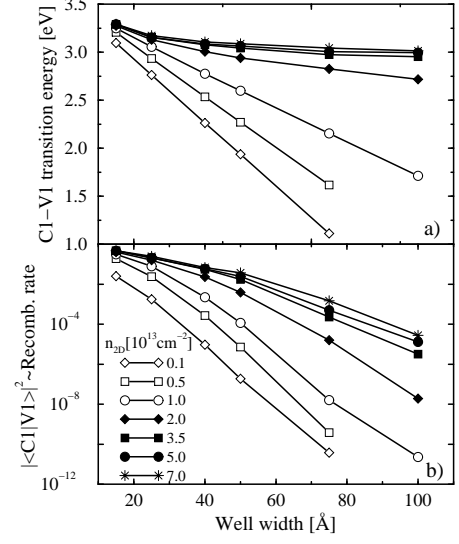 3.5
3.0
2.5
2.0
1.5
C1−V1 transition energy [eV]
a)
1.0
10⁻⁴
10⁻⁸
10⁻¹²
|<C1|V1>|² ~Recomb. rate
n₂D[10¹³cm⁻²]
0.1
0.5
1.0
2.0
3.5
5.0
7.0
b)
20 40 60 80 100
Well width [Å]